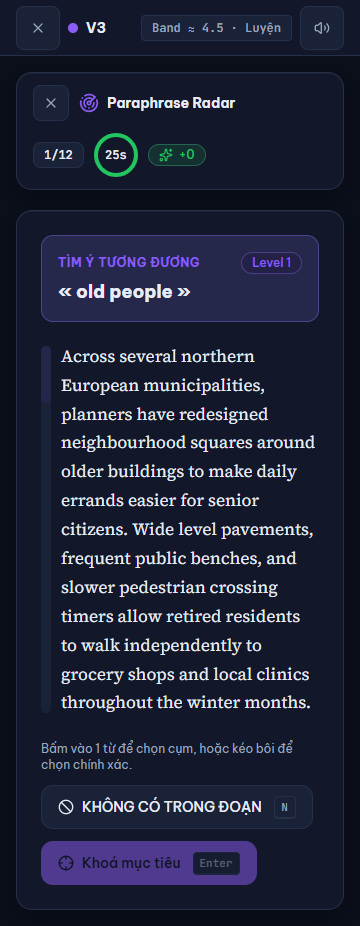 V3
Band ≈ 4.5 · Luyện
Paraphrase Radar
1/12
25s
+0
TÌM Ý TƯƠNG ĐƯƠNG
Level 1
« old people »
Across several northern
European municipalities,
planners have redesigned
neighbourhood squares around
older buildings to make daily
errands easier for senior
citizens. Wide level pavements,
frequent public benches, and
slower pedestrian crossing
timers allow retired residents
to walk independently to
grocery shops and local clinics
throughout the winter months.
Bấm vào 1 từ để chọn cụm, hoặc kéo bôi để
chọn chính xác.
KHÔNG CÓ TRONG ĐOẠN N
Khoá mục tiêu Enter